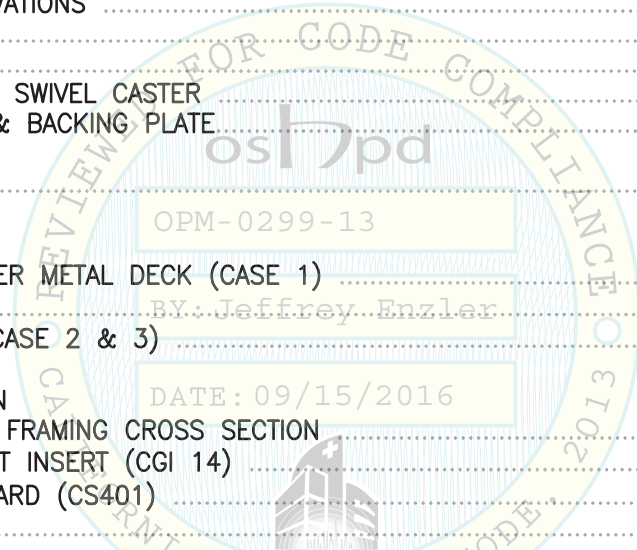 VATIONS
REVIEWED FOR CODE COMPLIANCE
SWIVEL CASTER
& BACKING PLATE
oshpd
OPM-0299-13
ER METAL DECK (CASE 1)
BY: Jeffrey Enzler
CASE 2 & 3)
DATE: 09/15/2016
N
FRAMING CROSS SECTION
T INSERT (CGI 14)
ARD (CS401)
CODE, 2013